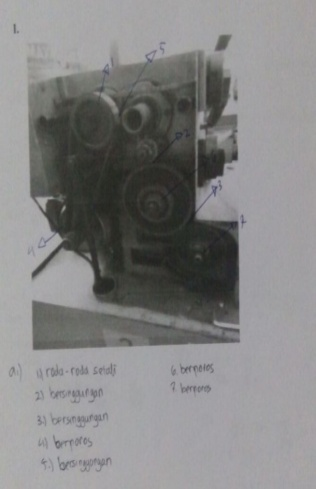 1.
1
5
2
3
4
7
a.) 1) roda-roda
2) bersinggungan
3.) bersinggungan
4.) berporos
5.) bersinggungan
6. berporos
7. berporos